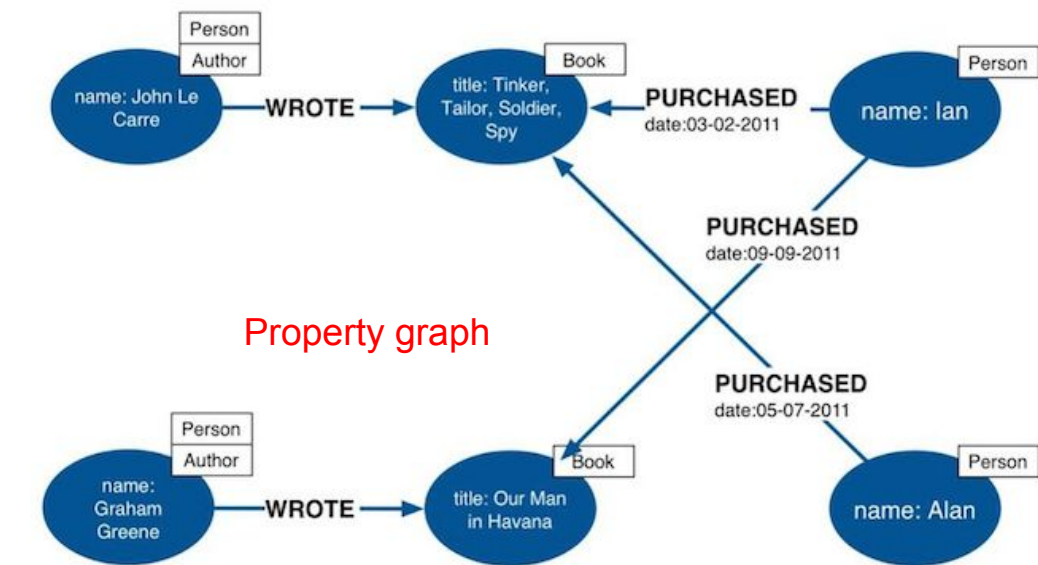 Person
Author
name: John Le
Carre
WROTE
Book
title: Tinker,
Tailor, Soldier,
Spy
PURCHASED
date:03-02-2011
Person
name: Ian
PURCHASED
date:09-09-2011
Property graph
PURCHASED
date:05-07-2011
Person
Author
name:
Graham
Greene
WROTE
Book
title: Our Man
in Havana
Person
name: Alan